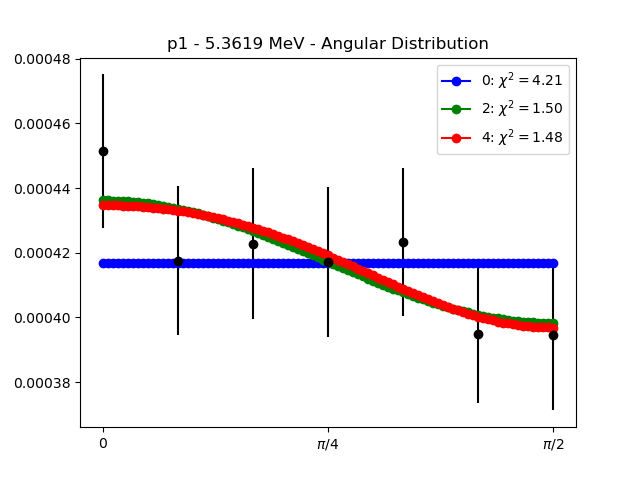 p1 - 5.3619 MeV - Angular Distribution
0.00048
0.00046
0.00044
0.00042
0.00040
0.00038
0: χ² = 4.21
2: χ² = 1.50
4: χ² = 1.48
0
π/4
π/2